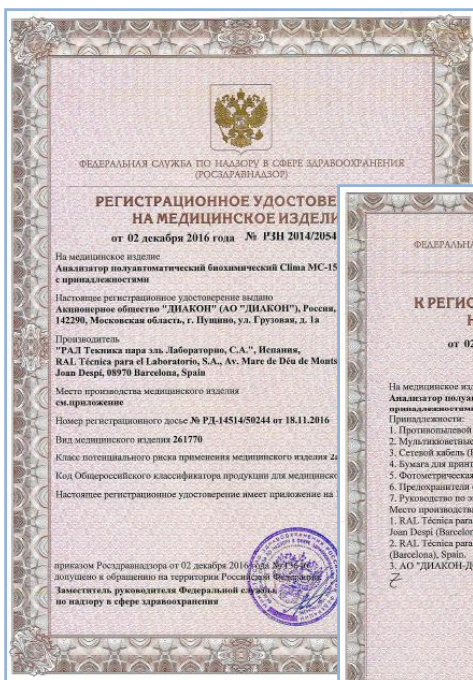 ФЕДЕРАЛЬНАЯ СЛУЖБА ПО НАДЗОРУ В СФЕРЕ ЗДРАВООХРАНЕНИЯ
(РОСЗДРАВНАДЗОР)
РЕГИСТРАЦИОННОЕ УДОСТОВЕ
НА МЕДИЦИНСКОЕ ИЗДЕЛИ
от 02 декабря 2016 года № РЗН 2014/2054
На медицинское изделие
Анализатор полуавтоматический биохимический Clima MC-15
с принадлежностями
Настоящее регистрационное удостоверение выдано
Акционерное общество "ДИАКОН" (АО "ДИАКОН"), Россия,
142290, Московская область, г. Пущино, ул. Грузовая, д. 1а
Производитель
"РАЛ Техника пара эль Лабораторио, С.А.", Испания,
RAL Técnica para el Laboratorio, S.A., Av. Mare de Déu de Monts
Joan Despí, 08970 Barcelona, Spain
Место производства медицинского изделия
см.приложение
Номер регистрационного досье № РД-14514/50244 от 18.11.2016
Вид медицинского изделия 261770
Класс потенциального риска применения медицинского изделия 2а
Код Общероссийского классификатора продукции для медицинск
Настоящее регистрационное удостоверение имеет приложение на
приказом Росздравнадзора от 02 декабря 2016 года №
допущено к обращению на территории Российской Федерации
Заместитель руководителя Федеральной службы
по надзору в сфере здравоохранения
ФЕДЕРАЛЬНА
К РЕГИС
Н
от 02
На медицинское из
Анализатор полуав
принадлежностями
Принадлежности:
1. Противопылевой
2. Мультикюветны
3. Сетевой кабель (
4. Бумага для принт
5. Фотометрическая
6. Предохранители
7. Руководство по э
Место производства
1. RAL Técnica para
Joan Despi (Barcelon
2. RAL Técnica para
(Barcelona), Spain.
3. АО "ДИАКОН-Д